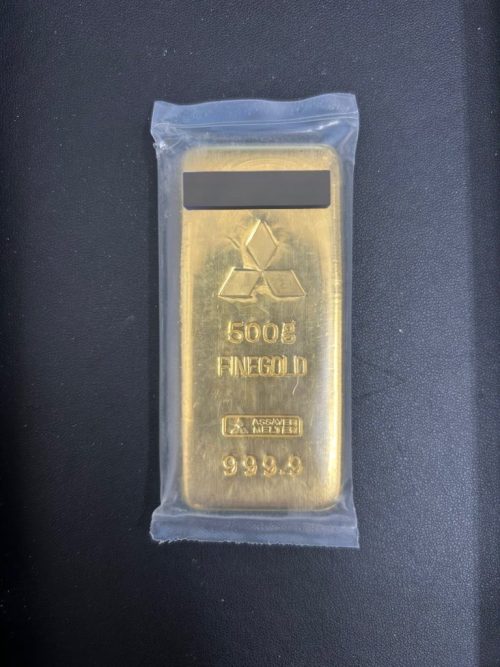 500g
FINEGOLD
ASSAYER
MELTER
999.9